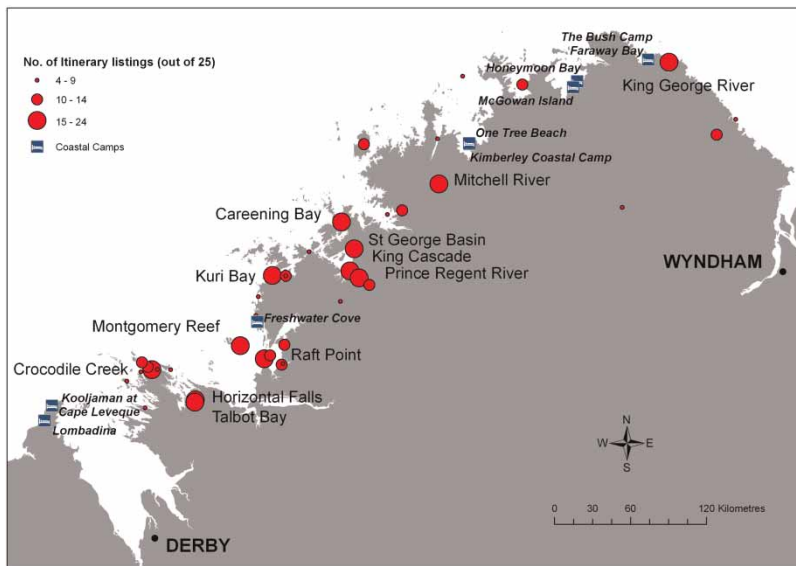 No. of Itinerary listings (out of 25)
4 - 9
10 - 14
15 - 24
Coastal Camps
The Bush Camp
Faraway Bay
Honeymoon Bay
King George River
McGowan Island
One Tree Beach
Kimberley Coastal Camp
Mitchell River
Careening Bay
St George Basin
King Cascade
Prince Regent River
WYNDHAM
Kuri Bay
Freshwater Cove
Montgomery Reef
Raft Point
Crocodile Creek
Kooljaman at
Cape Leveque
Lombadina
Horizontal Falls
Talbot Bay
N
W E
S
0 30 60 120 Kilometres
DERBY